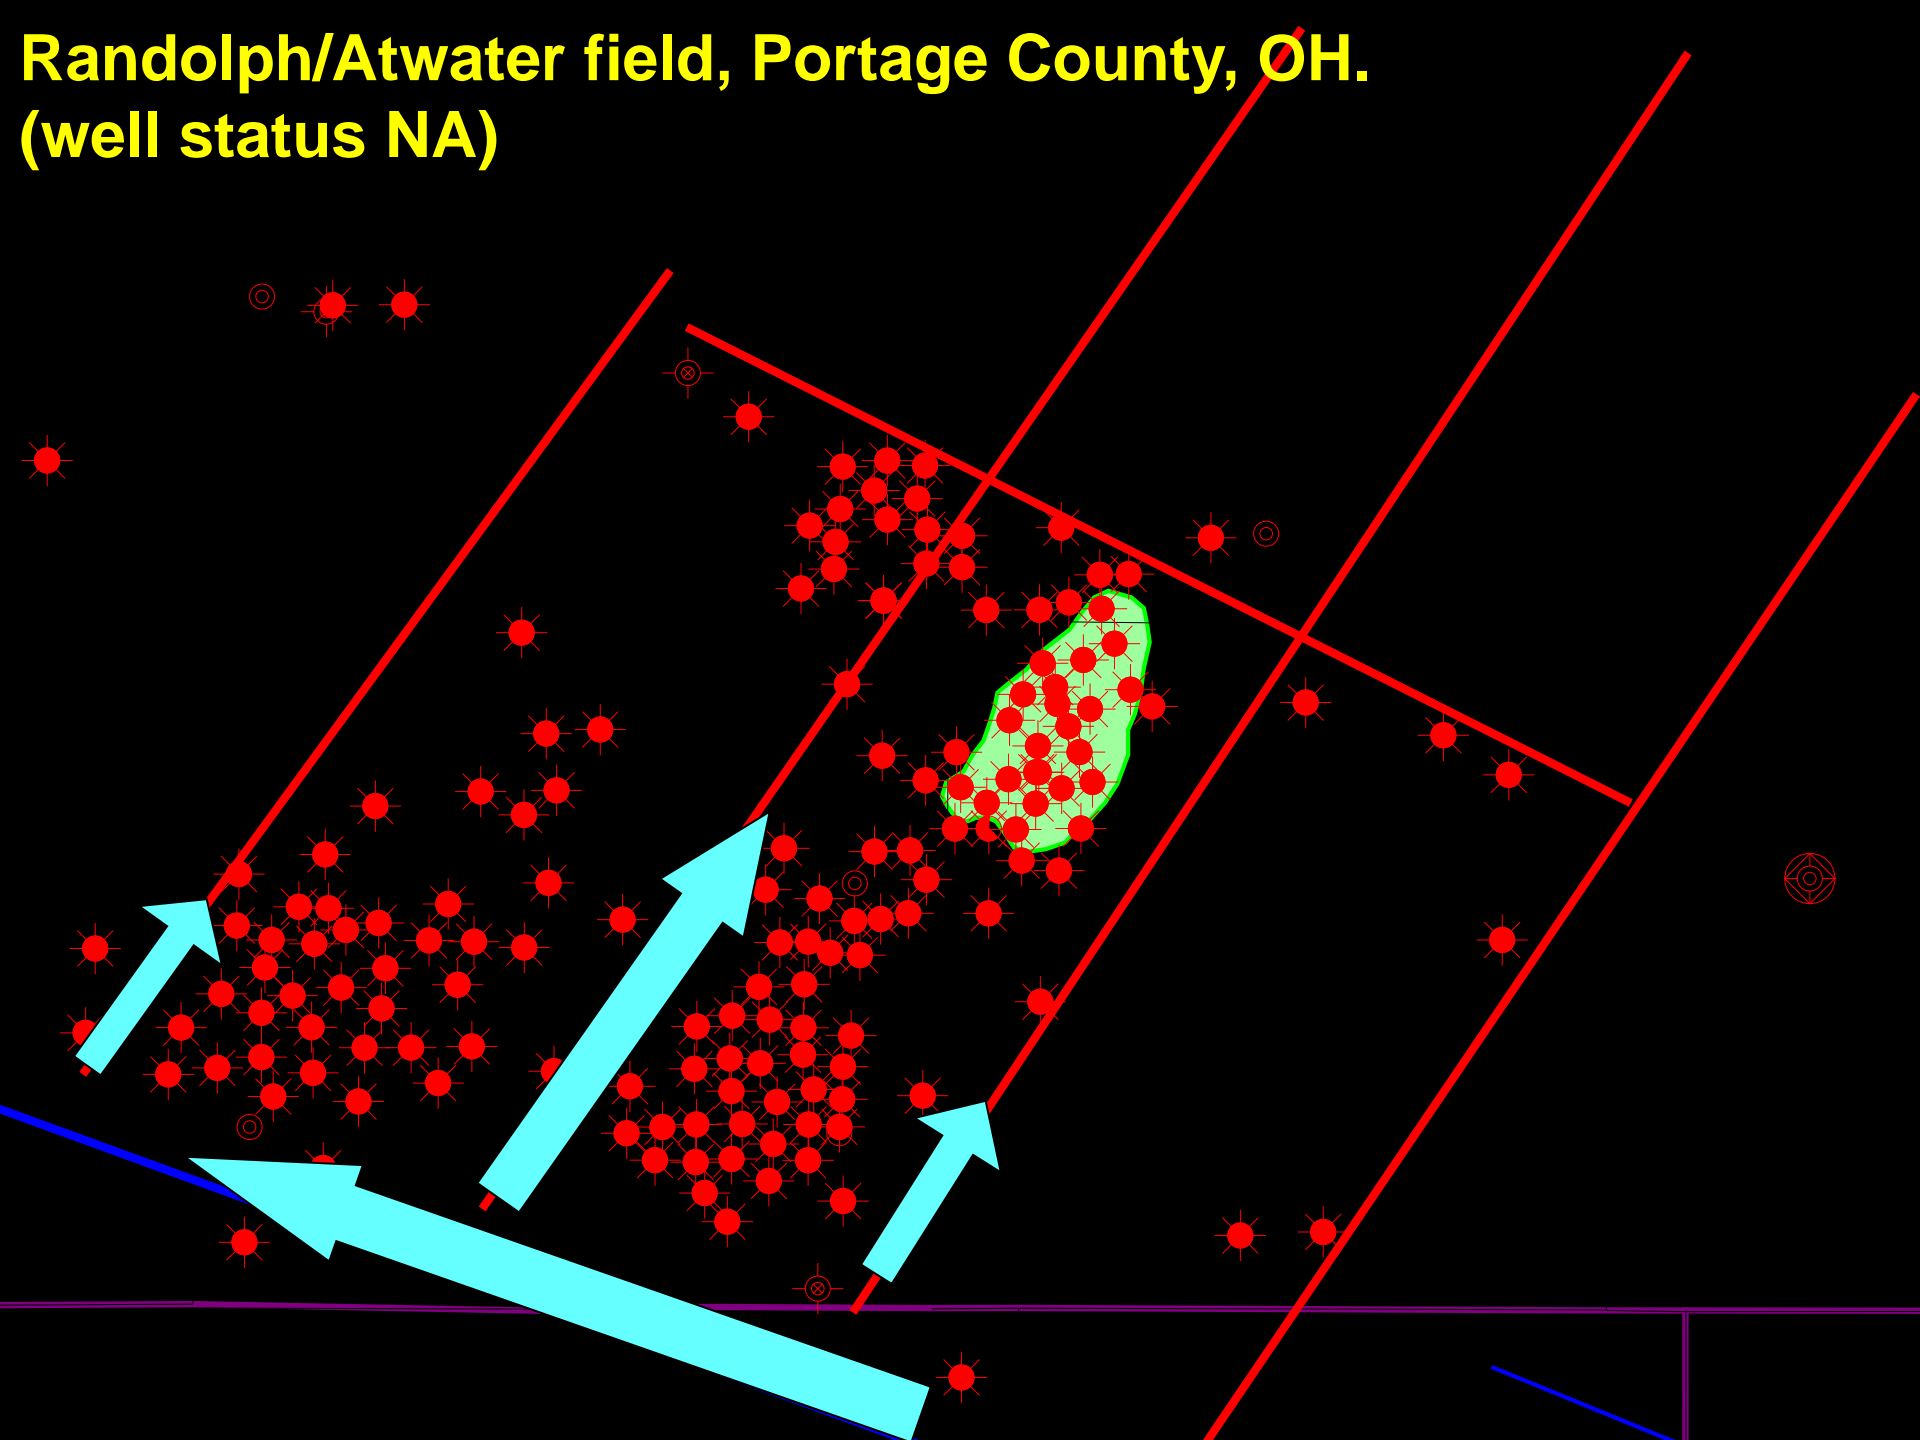 Randolph/Atwater field, Portage County, OH.
(well status NA)